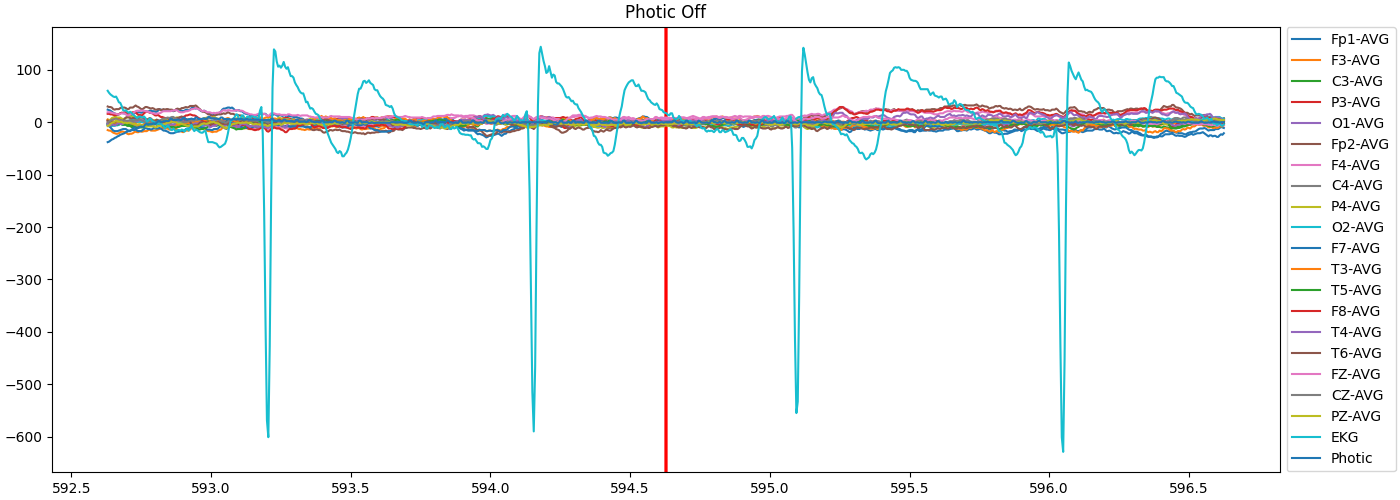 Photic Off
100
0
−100
−200
−300
−400
−500
−600
592.5 593.0 593.5 594.0 594.5 595.0 595.5 596.0 596.5
Fp1-AVG
F3-AVG
C3-AVG
P3-AVG
O1-AVG
Fp2-AVG
F4-AVG
C4-AVG
P4-AVG
O2-AVG
F7-AVG
T3-AVG
T5-AVG
F8-AVG
T4-AVG
T6-AVG
FZ-AVG
CZ-AVG
PZ-AVG
EKG
Photic